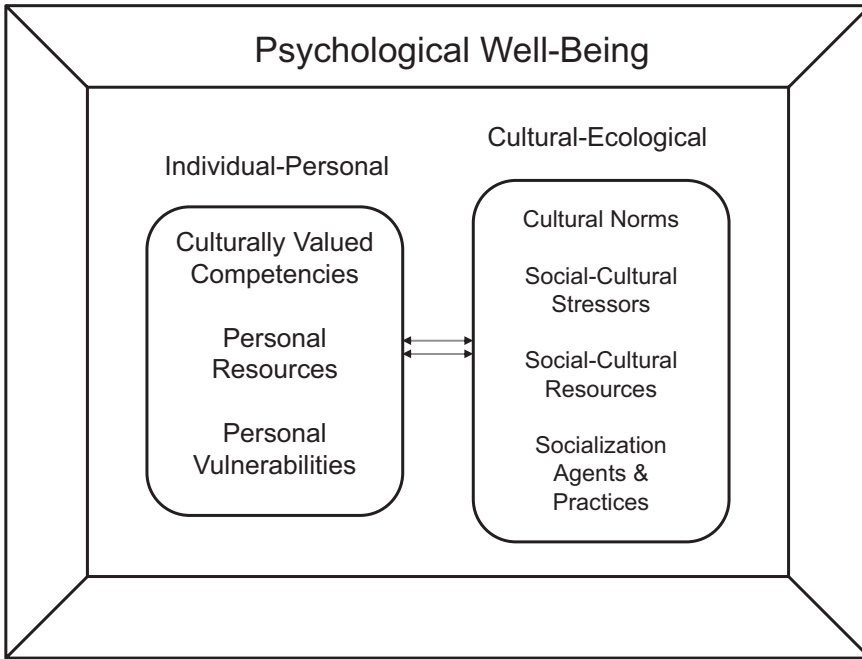 Psychological Well-Being
Individual-Personal
Culturally Valued
Competencies
Personal
Resources
Personal
Vulnerabilities
Cultural-Ecological
Cultural Norms
Social-Cultural
Stressors
Social-Cultural
Resources
Socialization
Agents &
Practices